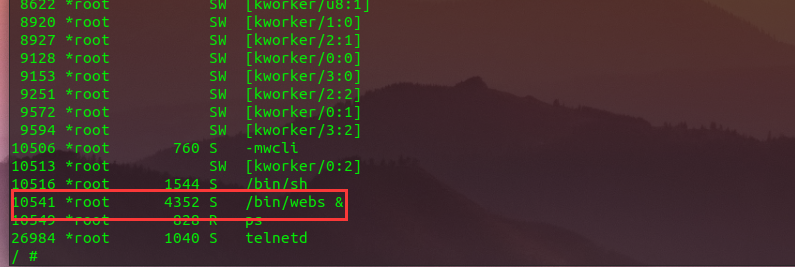 8622 *root SW [kworker/u8:1]
8920 *root SW [kworker/1:0]
8927 *root SW [kworker/2:1]
9128 *root SW [kworker/0:0]
9153 *root SW [kworker/3:0]
9251 *root SW [kworker/2:2]
9572 *root SW [kworker/0:1]
9594 *root SW [kworker/3:2]
10506 *root 760 S -mwcli
10513 *root SW [kworker/0:2]
10516 *root 1544 S /bin/sh
10541 *root 4352 S /bin/webs &
10549 *root 828 R ps
26984 *root 1040 S telnetd
/ #